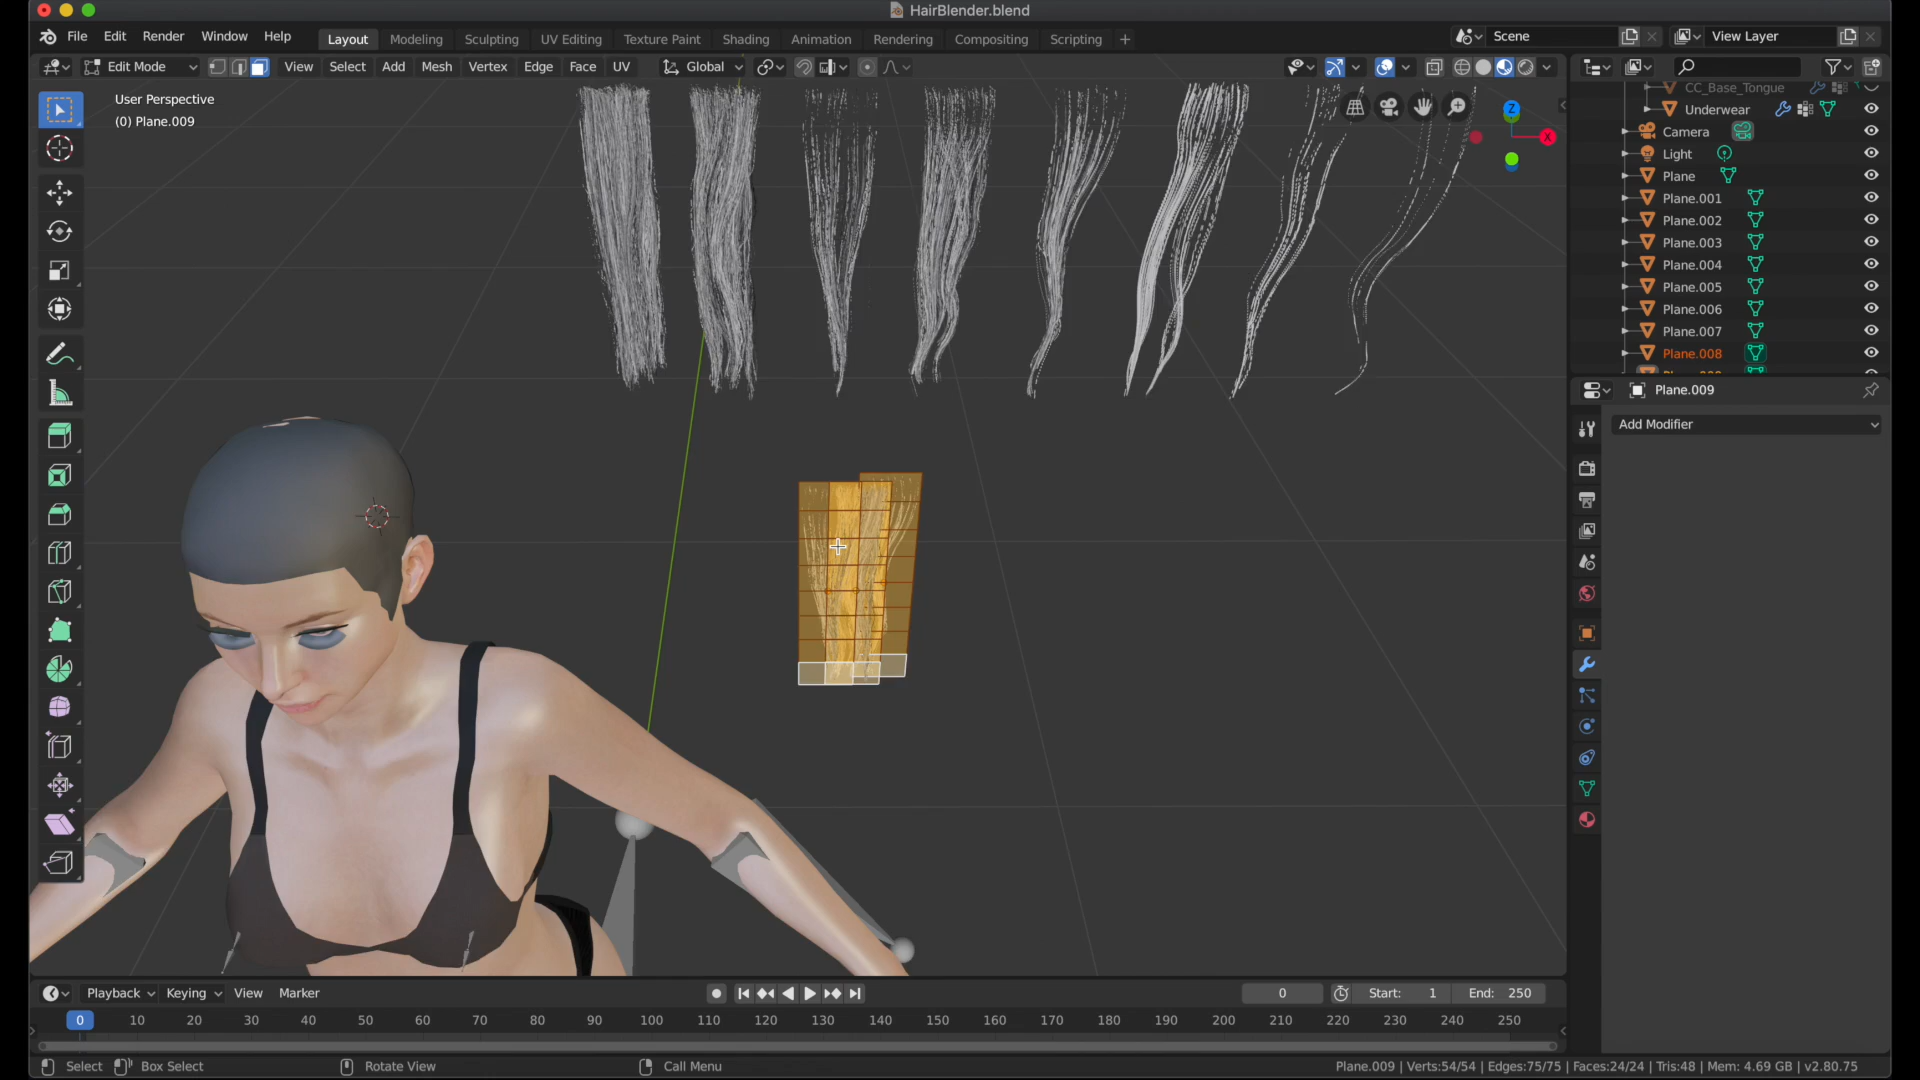 HairBlender.blend
File Edit Render Window Help Layout Modeling Sculpting UV Editing Texture Paint Shading Animation Rendering Compositing Scripting + Scene View Layer
Edit Mode View Select Add Mesh Vertex Edge Face UV Global
User Perspective
(0) Plane.009
Z
X
CC_Base_Tongue
Underwear
Camera
Light
Plane
Plane.001
Plane.002
Plane.003
Plane.004
Plane.005
Plane.006
Plane.007
Plane.008
Plane.009
Add Modifier
Playback Keying View Marker 0 Start: 1 End: 250
0 10 20 30 40 50 60 70 80 90 100 110 120 130 140 150 160 170 180 190 200 210 220 230 240 250
Select Box Select Rotate View Call Menu Plane.009 | Verts:54/54 | Edges:75/75 | Faces:24/24 | Tris:48 | Mem: 4.69 GB | v2.80.75